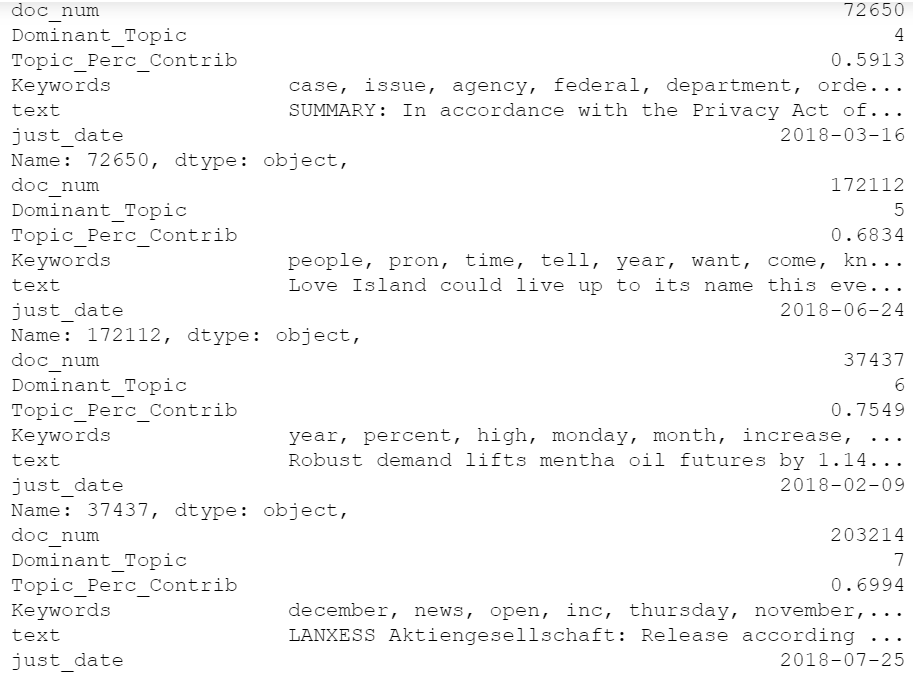 doc_num 72650
Dominant_Topic 4
Topic_Perc_Contrib 0.5913
Keywords case, issue, agency, federal, department, orde...
text SUMMARY: In accordance with the Privacy Act of...
just_date 2018-03-16
Name: 72650, dtype: object,
doc_num 172112
Dominant_Topic 5
Topic_Perc_Contrib 0.6834
Keywords people, pron, time, tell, year, want, come, kn...
text Love Island could live up to its name this eve...
just_date 2018-06-24
Name: 172112, dtype: object,
doc_num 37437
Dominant_Topic 6
Topic_Perc_Contrib 0.7549
Keywords year, percent, high, monday, month, increase, ...
text Robust demand lifts mentha oil futures by 1.14...
just_date 2018-02-09
Name: 37437, dtype: object,
doc_num 203214
Dominant_Topic 7
Topic_Perc_Contrib 0.6994
Keywords december, news, open, inc, thursday, november,...
text LANXESS Aktiengesellschaft: Release according ...
just_date 2018-07-25